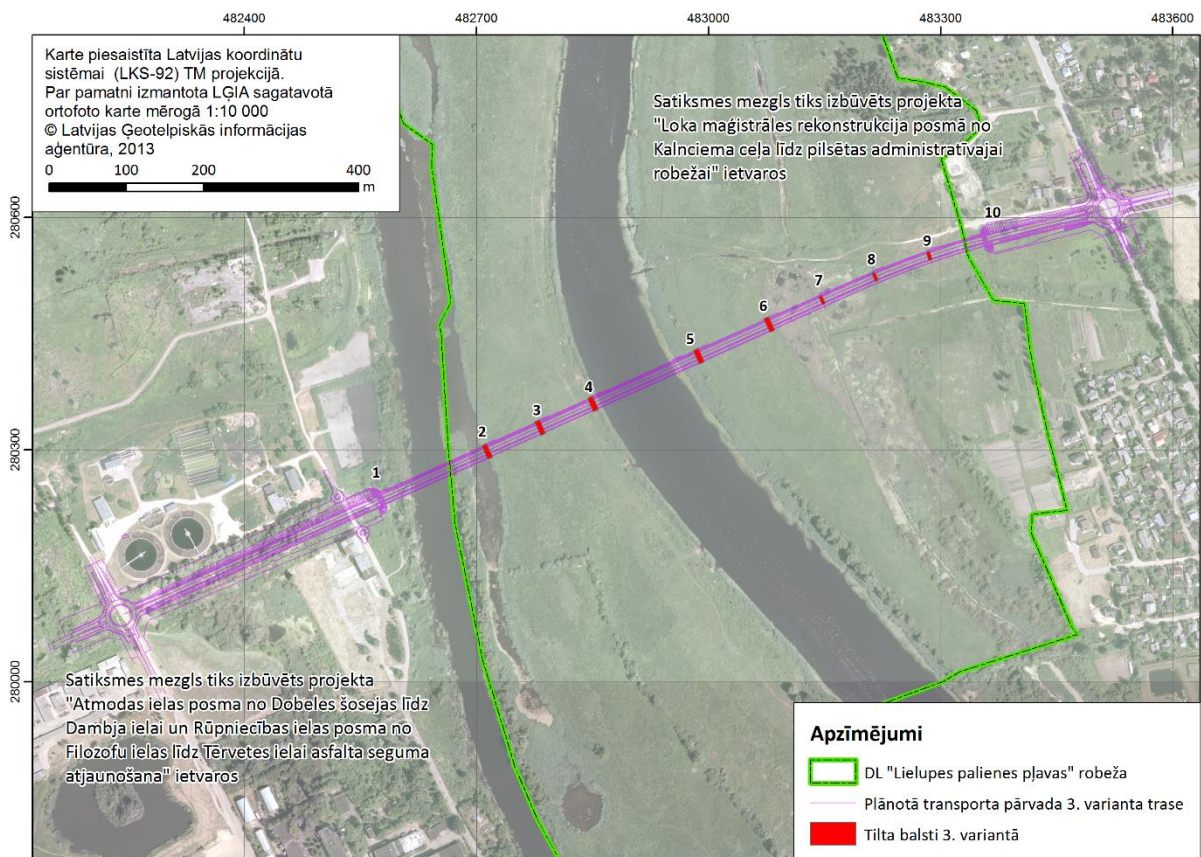 482400
482700
483000
483300
483600
Karte piesaistīta Latvijas koordinātu
sistēmai  (LKS-92) TM projekcijā.
Par pamatni izmantota LĢIA sagatavotā
ortofoto karte mērogā 1:10 000
© Latvijas Ģeotelpiskās informācijas
aģentūra, 2013
0 100 200 400
m
Satiksmes mezgls tiks izbūvēts projekta
"Loka maģistrāles rekonstrukcija posmā no
Kalnciema ceļa līdz pilsētas administratīvajai
robežai" ietvaros
280600
280300
280000
10
9
8
7
6
5
4
3
2
1
Satiksmes mezgls tiks izbūvēts projekta
"Atmodas ielas posma no Dobeles šosejas līdz
Dambja ielai un Rūpniecības ielas posma no
Filozofu ielas līdz Tērvetes ielai asfalta seguma
atjaunošana" ietvaros
Apzīmējumi
DL "Lielupes palienes pļavas" robeža
Plānotā transporta pārvada 3. varianta trase
Tilta balsti 3. variantā